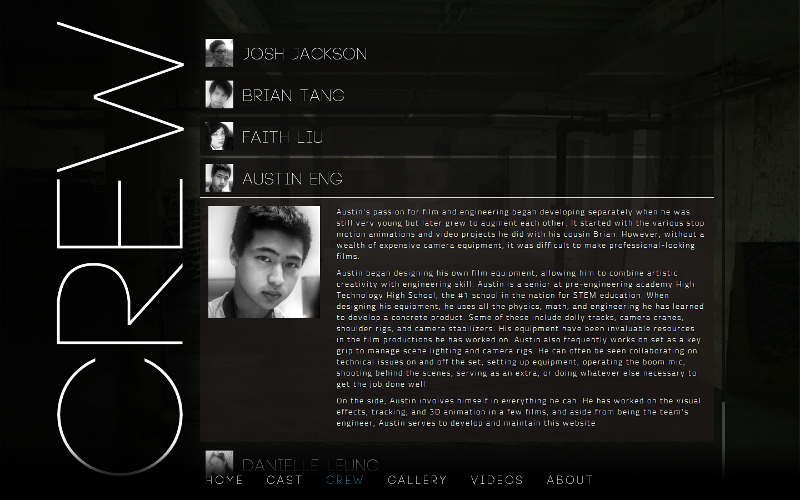 CREW
JOSH JACKSON
BRIAN TANG
FAITH LIU
AUSTIN ENG
Austin's passion for film and engineering began developing separately when he was
still very young but later grew to augment each other. It started with the various stop
motion animations and video projects he did with his cousin Brian. However, without a
wealth of expensive camera equipment, it was difficult to make professional-looking
films.
Austin began designing his own film equipment, allowing him to combine artistic
creativity with engineering skill. Austin is a senior at pre-engineering academy High
Technology High School, the #1 school in the nation for STEM education. When
designing his equipment, he uses all the physics, math, and engineering he has learned
to develop a concrete product. Some of these include dolly tracks, camera cranes,
shoulder rigs, and camera stabilizers. His equipment have been invaluable resources
in the film productions he has worked on. Austin also frequently works on set as a key
grip to manage scene lighting and camera rigs. He can often be seen collaborating on
technical issues on and off the set, setting up equipment, operating the boom mic,
shooting behind the scenes, serving as an extra, or doing whatever else necessary to
get the job done well.
On the side, Austin involves himself in everything he can. He has worked on the visual
effects, tracking, and 3D animation in a few films, and aside from being the team's
engineer, Austin serves to develop and maintain this website.
DANIELLE LEUNG
HOME CAST CREW GALLERY VIDEOS ABOUT